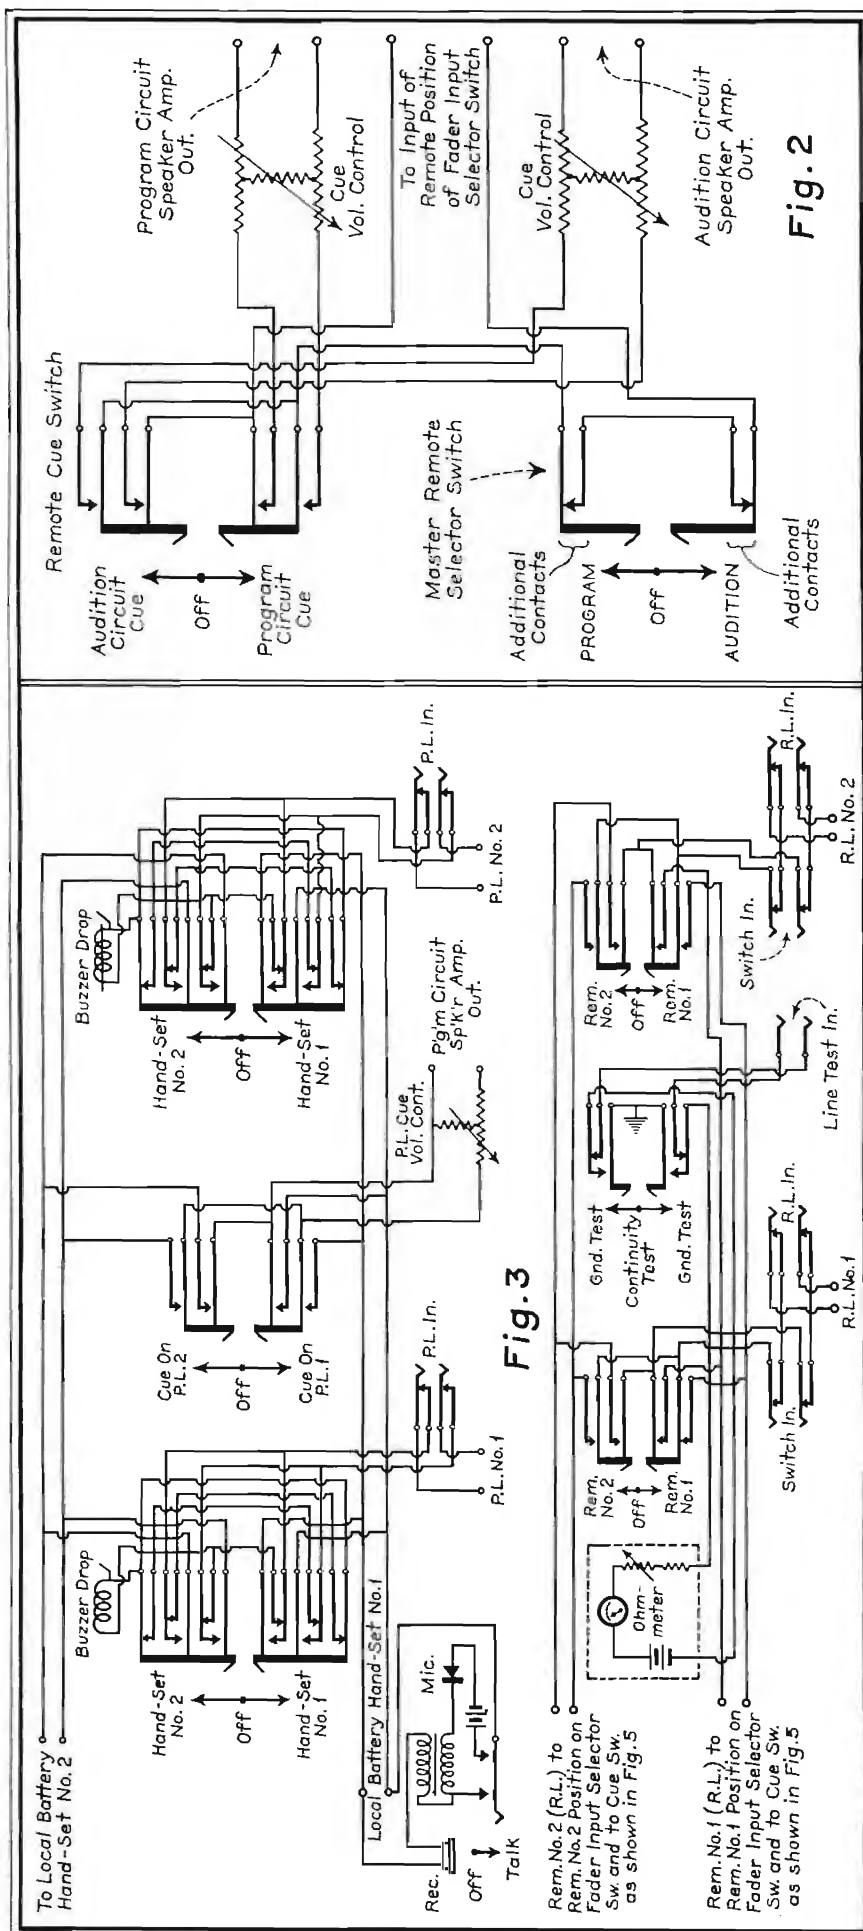 To Local Battery
Hand-Set No. 2
Buzzer Drop
Hand-Set
No. 2
Off
Hand-Set
No. 1
Cue On
P.L. 2
Off
Cue On
P.L. 1
Buzzer Drop
Hand-Set
No. 2
Off
Hand-Set
No. 1
P.L. Cue
Vol. Cont.
P'g'm Circuit
Sp'k'r Amp.
Out.
P.L. In.
P.L. No. 1
P.L. In.
P.L. No. 2
Local Battery Hand-Set No. 1
Rec.
Mic.
Off
Talk
Fig. 3
Rem. No. 2 (R.L.) to
Rem. No. 2 Position on
Fader Input Selector
Sw. and to Cue Sw.
as shown in Fig. 5
Ohm-
meter
Rem. No. 1 (R.L.) to
Rem. No. 1 Position on
Fader Input Selector
Sw. and to Cue Sw.
as shown in Fig. 5
Rem.
No. 2
Off
Rem.
No. 1
Switch In.
R.L. In.
R.L. No. 1
Gnd. Test
Continuity
Test
Gnd. Test
Line Test In.
Rem.
No. 2
Off
Rem.
No. 1
Switch In.
R.L. In.
R.L. No. 2
Remote Cue Switch
Audition
Circuit
Cue
Off
Program
Circuit
Cue
Program Circuit
Speaker Amp.
Out.
Cue
Vol. Control
To Input of
Remote Position
of Fader Input
Selector Switch
Master Remote
Selector Switch
Additional
Contacts
PROGRAM
Off
AUDITION
Additional
Contacts
Cue
Vol. Control
Audition Circuit
Speaker Amp.
Out.
Fig. 2